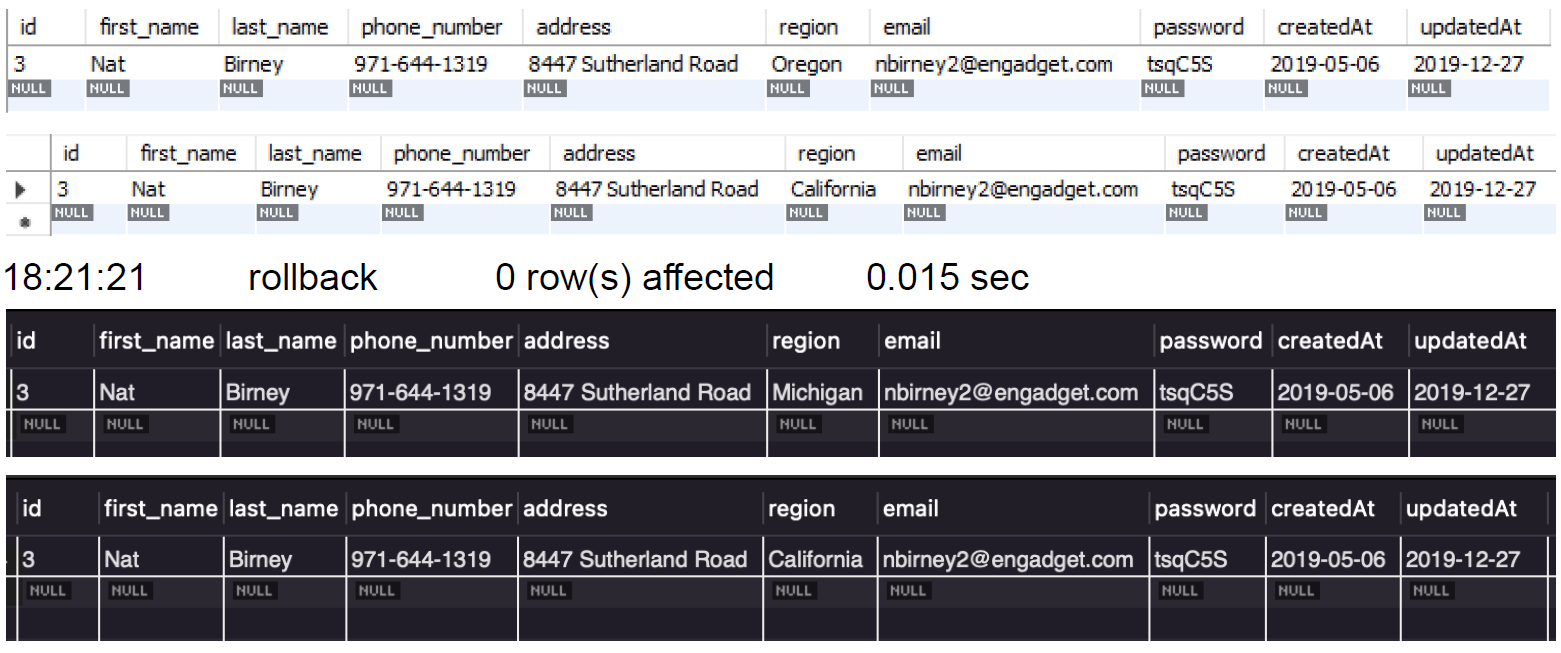 id first_name last_name phone_number address region email password createdAt updatedAt
3 Nat Birney 971-644-1319 8447 Sutherland Road Oregon nbirney2@engadget.com tsqC5S 2019-05-06 2019-12-27
NULL NULL NULL NULL NULL NULL NULL NULL NULL NULL
id first_name last_name phone_number address region email password createdAt updatedAt
3 Nat Birney 971-644-1319 8447 Sutherland Road California nbirney2@engadget.com tsqC5S 2019-05-06 2019-12-27
NULL NULL NULL NULL NULL NULL NULL NULL NULL NULL
18:21:21 rollback 0 row(s) affected 0.015 sec
id first_name last_name phone_number address region email password createdAt updatedAt
3 Nat Birney 971-644-1319 8447 Sutherland Road Michigan nbirney2@engadget.com tsqC5S 2019-05-06 2019-12-27
NULL NULL NULL NULL NULL NULL NULL NULL NULL NULL
id first_name last_name phone_number address region email password createdAt updatedAt
3 Nat Birney 971-644-1319 8447 Sutherland Road California nbirney2@engadget.com tsqC5S 2019-05-06 2019-12-27
NULL NULL NULL NULL NULL NULL NULL NULL NULL NULL